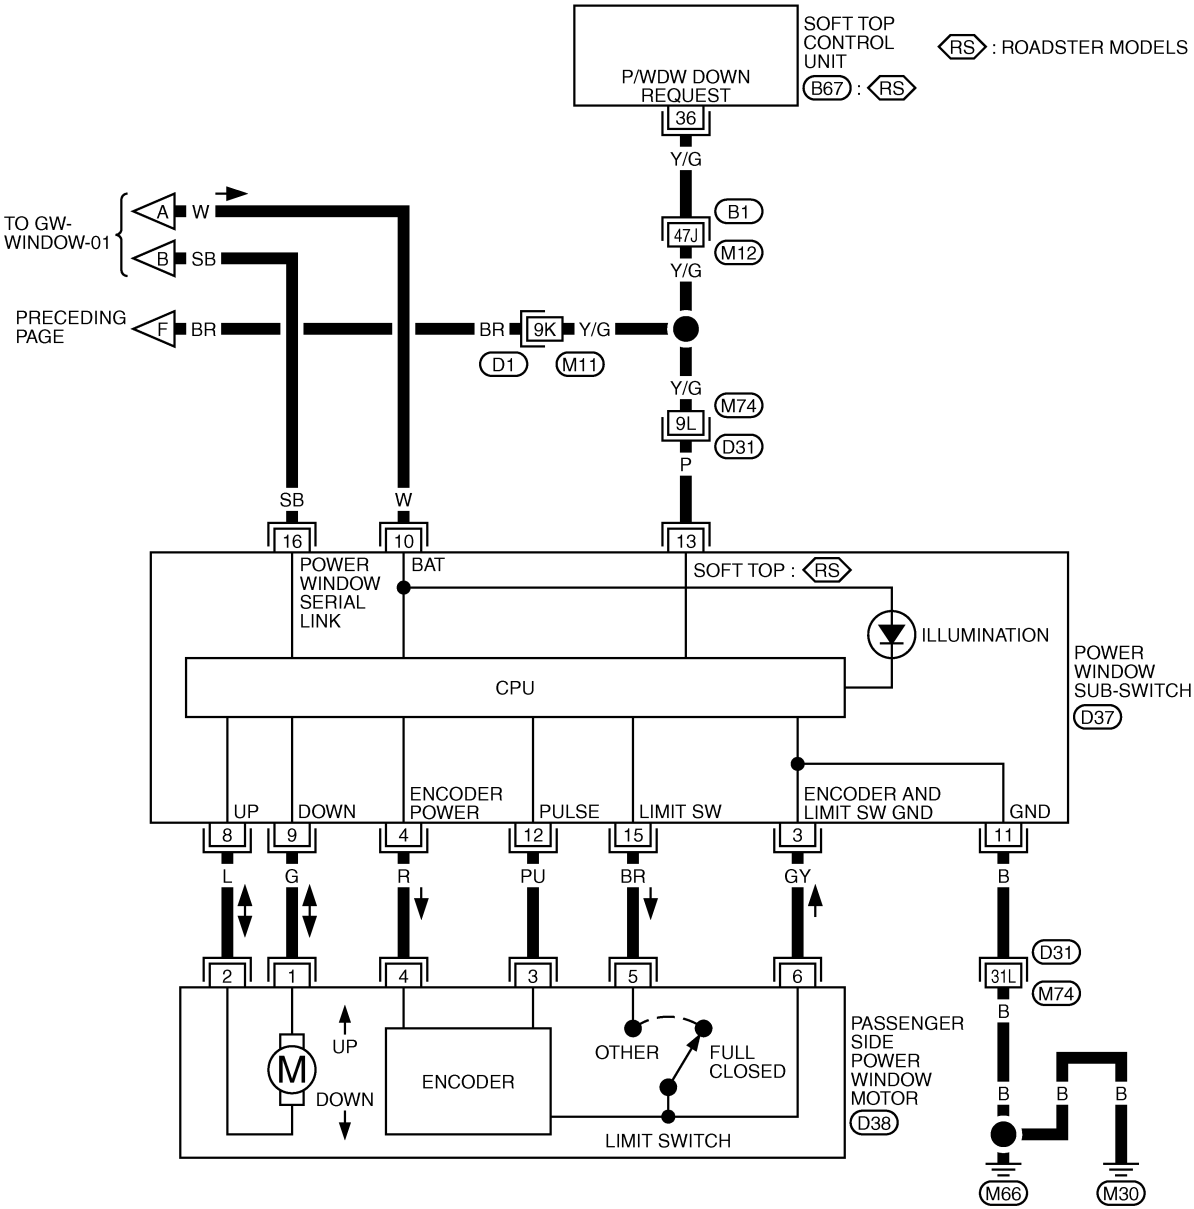 SOFT TOP
CONTROL
UNIT
B67 : RS
RS : ROADSTER MODELS
P/WDW DOWN
REQUEST
36
Y/G
B1
47J
M12
Y/G
TO GW-
WINDOW-01
A W
B SB
PRECEDING
PAGE
F BR
BR 9K Y/G
D1 M11
Y/G
M74
9L
D31
P
SB W
16 10 13
POWER
WINDOW
SERIAL
LINK
BAT
SOFT TOP : RS
ILLUMINATION
CPU
POWER
WINDOW
SUB-SWITCH
D37
UP
DOWN
ENCODER
POWER
PULSE
LIMIT SW
ENCODER AND
LIMIT SW GND
GND
8 9 4 12 15 3 11
L G R PU BR GY B
D31
31L
M74
2 1 4 3 5 6
B
M
UP
DOWN
ENCODER
OTHER
FULL
CLOSED
LIMIT SWITCH
PASSENGER
SIDE
POWER
WINDOW
MOTOR
D38
B B B
M66 M30